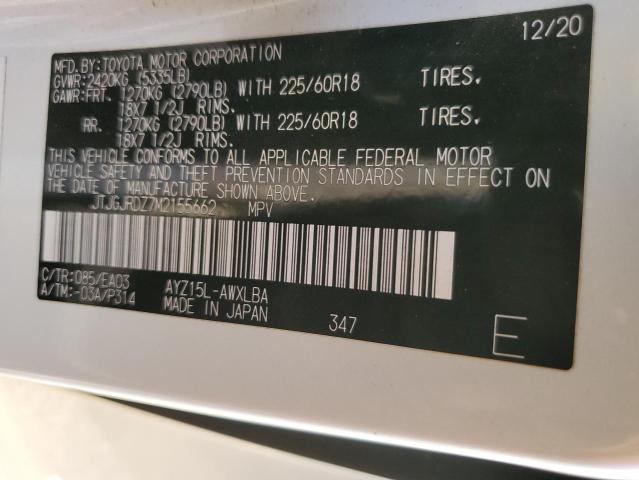 12/20
MFD. BY: TOYOTA MOTOR CORPORATION
GVWR: 2420KG (5335LB)
GAWR: FRT. 1270KG (2790LB) WITH 225/60R18 TIRES.
18X7 1/2J RIMS.
RR. 1270KG (2790LB) WITH 225/60R18 TIRES.
18X7 1/2J RIMS.
THIS VEHICLE CONFORMS TO ALL APPLICABLE FEDERAL MOTOR
VEHICLE SAFETY AND THEFT PREVENTION STANDARDS IN EFFECT ON
THE DATE OF MANUFACTURE SHOWN ABOVE.
JTJGJRDZ7M2155662 MPV
C/TR: 085/EA03 AYZ15L-AWXLBA
A/TM: -03A/P314 MADE IN JAPAN
347
E